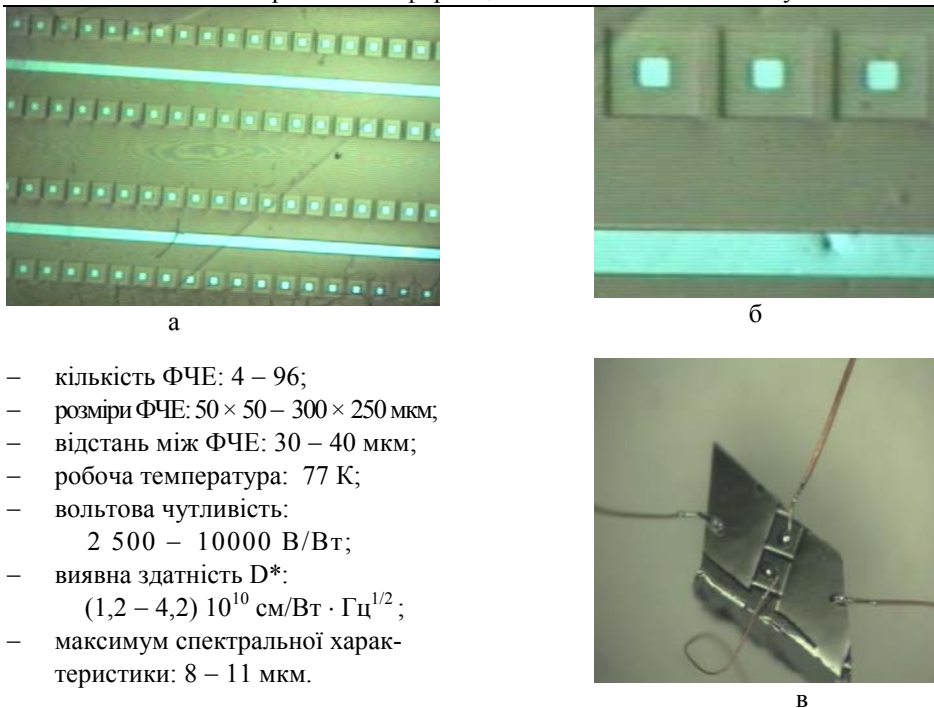 а
б
– кількість ФЧЕ: 4 – 96;
– розміри ФЧЕ: 50 × 50 – 300 × 250 мкм;
– відстань між ФЧЕ: 30 – 40 мкм;
– робоча температура: 77 К;
– вольтова чутливість:
2 500 – 10000 В/Вт;
– виявна здатність D*:
(1,2 – 4,2) 10¹⁰ см/Вт · Гц¹/²;
– максимум спектральної харак-
теристики: 8 – 11 мкм.
в